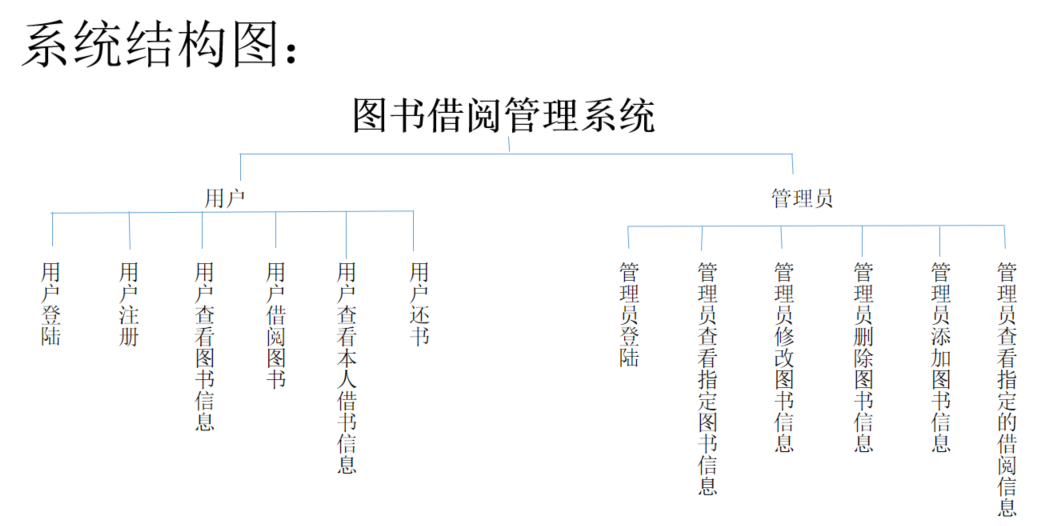 系统结构图：
图书借阅管理系统
用户
管理员
用户登陆
用户注册
用户查看图书信息
用户借阅图书
用户查看本人借书信息
用户还书
管理员登陆
管理员查看指定图书信息
管理员修改图书信息
管理员删除图书信息
管理员添加图书信息
管理员查看指定的借阅信息